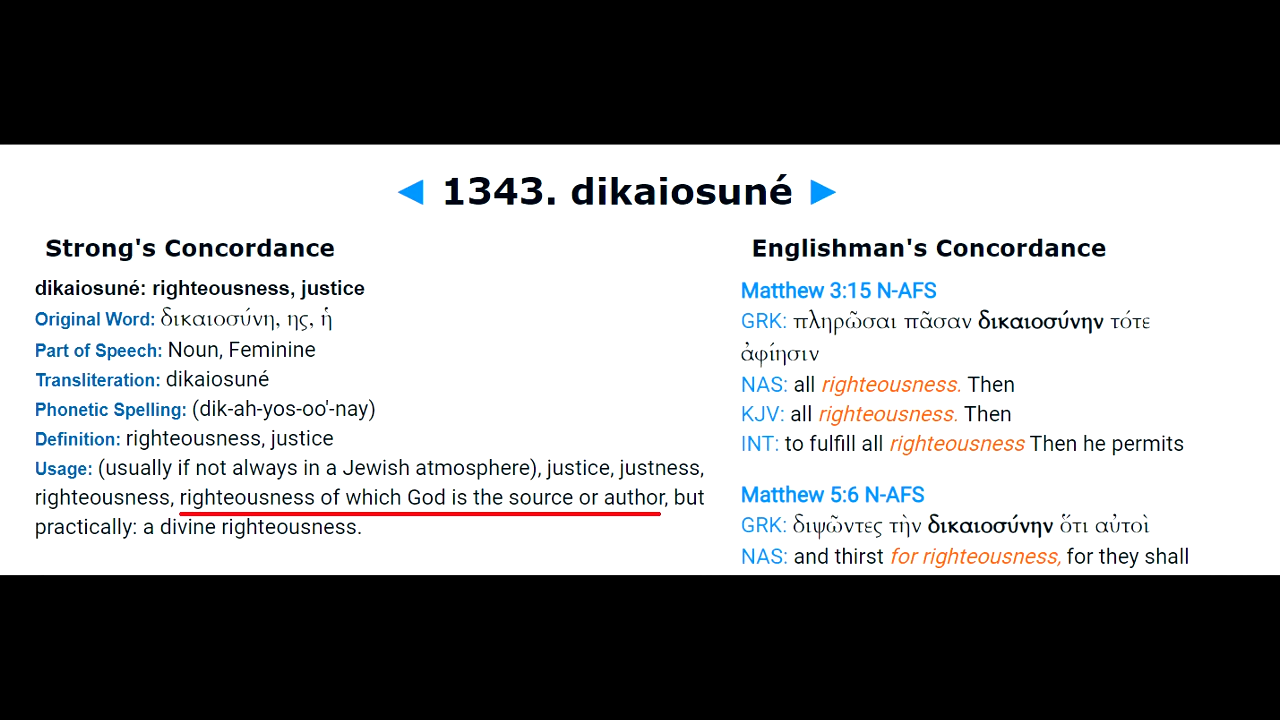 ◄ 1343. dikaiosuné ►
Strong's Concordance
dikaiosuné: righteousness, justice
Original Word: δικαιοσύνη, ης, ἡ
Part of Speech: Noun, Feminine
Transliteration: dikaiosuné
Phonetic Spelling: (dik-ah-yos-oo'-nay)
Definition: righteousness, justice
Usage: (usually if not always in a Jewish atmosphere), justice, justness,
righteousness, righteousness of which God is the source or author, but
practically: a divine righteousness.
Englishman's Concordance
Matthew 3:15 N-AFS
GRK: πληρῶσαι πᾶσαν δικαιοσύνην τότε
ἀφίησιν
NAS: all righteousness. Then
KJV: all righteousness. Then
INT: to fulfill all righteousness Then he permits
Matthew 5:6 N-AFS
GRK: διψῶντες τὴν δικαιοσύνην ὅτι αὐτοὶ
NAS: and thirst for righteousness, for they shall